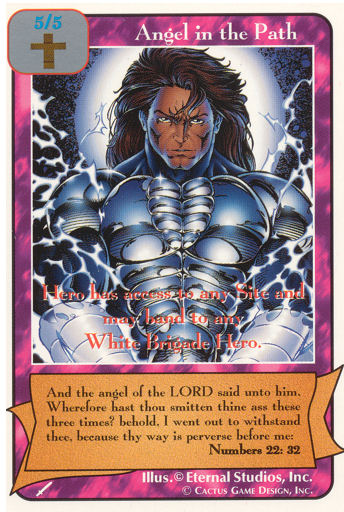 5/5
Angel in the Path
Hero has access to any Site and
may band to any
White Brigade Hero.
And the angel of the LORD said unto him,
Wherefore hast thou smitten thine ass these
three times? behold, I went out to withstand
thee, because thy way is perverse before me:
Numbers 22: 32
Illus.© Eternal Studios, Inc.
© CACTUS GAME DESIGN, INC.